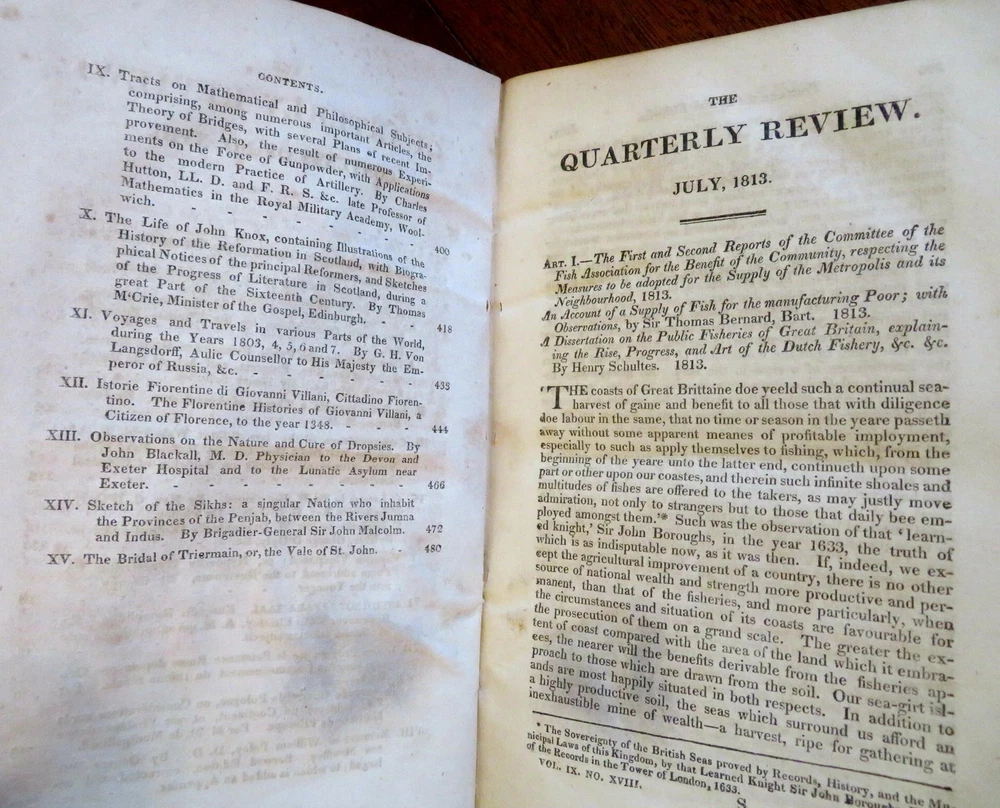 CONTENTS.
IX. Tracts on Mathematical and Philosophical Subjects;
comprising, among numerous important Articles, the
Theory of Bridges, with several Plans of recent Im-
provement. Also, the result of numerous Experi-
ments on the Force of Gunpowder, with Applications
to the modern Practice of Artillery. By Charles
Hutton, LL. D. and F. R. S. &c. late Professor of
Mathematics in the Royal Military Academy, Wool-
wich. - - - - - - - 400
X. The Life of John Knox, containing Illustrations of the
History of the Reformation in Scotland, with Biogra-
phical Notices of the principal Reformers, and Sketches
of the Progress of Literature in Scotland, during a
great Part of the Sixteenth Century. By Thomas
M'Crie, Minister of the Gospel, Edinburgh. - - 418
XI. Voyages and Travels in various Parts of the World,
during the Years 1803, 4, 5, 6 and 7. By G. H. Von
Langsdorff, Aulic Counsellor to His Majesty the Em-
peror of Russia, &c. - - - - - - 433
XII. Istorie Fiorentine di Giovanni Villani, Cittadino Fioren-
tino. The Florentine Histories of Giovanni Villani, a
Citizen of Florence, to the year 1348. - - - 444
XIII. Observations on the Nature and Cure of Dropsies. By
John Blackall, M. D. Physician to the Devon and
Exeter Hospital and to the Lunatic Asylum near
Exeter. - - - - - - - - - 466
XIV. Sketch of the Sikhs: a singular Nation who inhabit
the Provinces of the Penjab, between the Rivers Jumna
and Indus. By Brigadier-General Sir John Malcolm. 472
XV. The Bridal of Triermain, or, the Vale of St. John. - 480
THE
QUARTERLY REVIEW.
JULY, 1813.
ART. I.—The First and Second Reports of the Committee of the
Fish Association for the Benefit of the Community, respecting the
Measures to be adopted for the Supply of the Metropolis and its
Neighbourhood, 1813.
An Account of a Supply of Fish for the manufacturing Poor; with
Observations, by Sir Thomas Bernard, Bart. 1813.
A Dissertation on the Public Fisheries of Great Britain, explain-
ing the Rise, Progress, and Art of the Dutch Fishery, &c. &c.
By Henry Schultes. 1813.
'THE coasts of Great Brittaine doe yeeld such a continual sea-
harvest of gaine and benefit to all those that with diligence
doe labour in the same, that no time or season in the yeare passeth
away without some apparent meanes of profitable imployment,
especially to such as apply themselves to fishing, which, from the
beginning of the yeare unto the latter end, continueth upon some
part or other upon our coastes, and therein such infinite shoales and
multitudes of fishes are offered to the takers, as may justly move
admiration, not only to strangers but to those that daily bee em-
ployed amongst them.'* Such was the observation of that 'learn-
ed knight,' Sir John Boroughs, in the year 1633, the truth of
which is as indisputable now, as it was then. If, indeed, we ex-
cept the agricultural improvement of a country, there is no other
source of national wealth and strength more productive and per-
manent, than that of the fisheries, and more particularly, when
the circumstances and situation of its coasts are favourable for
the prosecution of them on a grand scale. The greater the ex-
tent of coast compared with the area of the land which it embra-
ces, the nearer will the benefits derivable from the fisheries ap-
proach to those which are drawn from the soil. Our sea-girt isl-
ands are most happily situated in both respects. In addition to
a highly productive soil, the seas which surround us afford an
inexhaustible mine of wealth—a harvest, ripe for gathering at
* The Sovereignty of the British Seas proved by Records, History, and the Mu-
nicipal Laws of this Kingdom, by that Learned Knight Sir John
of the Records in the Tower of London, 1633.
VOL. IX. NO. XVIII. S